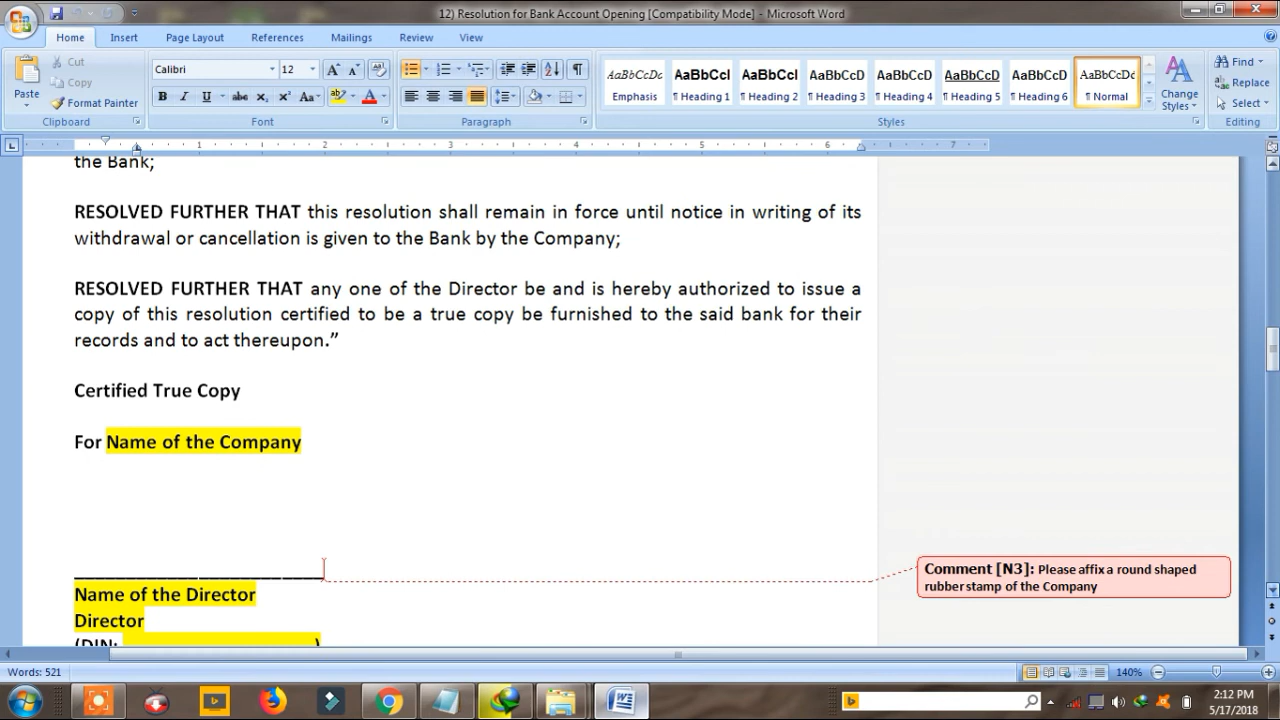 12) Resolution for Bank Account Opening [Compatibility Mode] - Microsoft Word
Home Insert Page Layout References Mailings Review View
Paste
Cut
Copy
Format Painter
Clipboard
Calibri 12
Font
Paragraph
AaBbCcDc AaBbCcI AaBbCcI AaBbCcD AaBbCcD AaBbCcD AaBbCcD AaBbCcDc
Emphasis ¶ Heading 1 ¶ Heading 2 ¶ Heading 3 ¶ Heading 4 ¶ Heading 5 ¶ Heading 6 ¶ Normal
Change Styles
Styles
Find
Replace
Select
Editing
1 2 3 4 5 6 7
the Bank;
RESOLVED FURTHER THAT this resolution shall remain in force until notice in writing of its
withdrawal or cancellation is given to the Bank by the Company;
RESOLVED FURTHER THAT any one of the Director be and is hereby authorized to issue a
copy of this resolution certified to be a true copy be furnished to the said bank for their
records and to act thereupon.”
Certified True Copy
For Name of the Company
Comment [N3]: Please affix a round shaped
rubber stamp of the Company
Name of the Director
Director
(DIN: )
Words: 521
140%
2:12 PM
5/17/2018